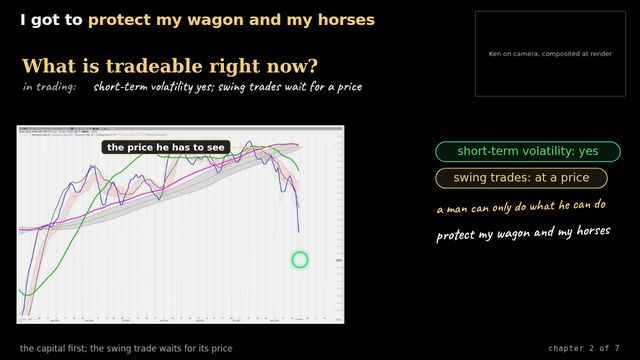 I got to protect my wagon and my horses
Ken on camera, composited at render
What is tradeable right now?
in trading: short-term volatility yes; swing trades wait for a price
the price he has to see
short-term volatility: yes
swing trades: at a price
a man can only do what he can do
protect my wagon and my horses
the capital first; the swing trade waits for its price
chapter 2 of 7